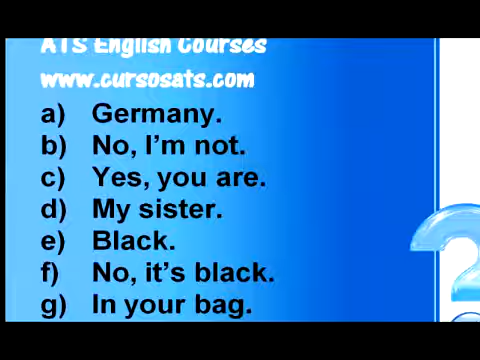 ATS English Courses
www.cursosats.com
a) Germany.
b) No, I'm not.
c) Yes, you are.
d) My sister.
e) Black.
f) No, it's black.
g) In your bag.
2